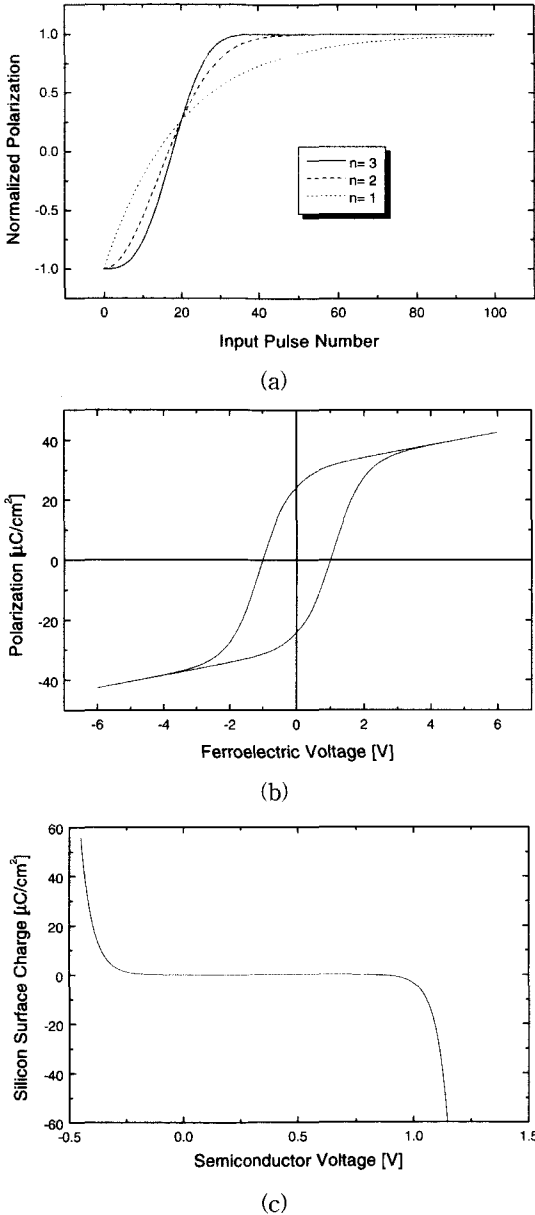 1.0
0.5
0.0
-0.5
-1.0
Normalized Polarization
n= 3
n= 2
n= 1
0 20 40 60 80 100
Input Pulse Number
(a)
40
20
0
-20
-40
Polarization [μC/cm²]
-6 -4 -2 0 2 4 6
Ferroelectric Voltage [V]
(b)
60
40
20
0
-20
-40
-60
Silicon Surface Charge [μC/cm²]
-0.5 0.0 0.5 1.0 1.5
Semiconductor Voltage [V]
(c)